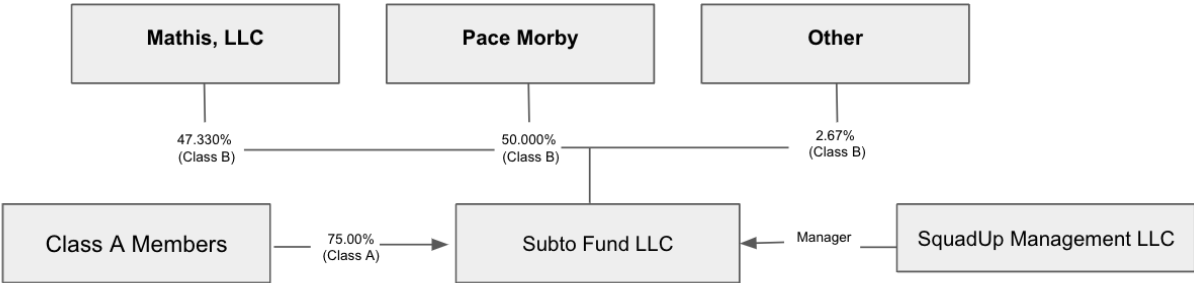 Mathis, LLC
Pace Morby
Other
47.330%
(Class B)
50.000%
(Class B)
2.67%
(Class B)
Class A Members
75.00%
(Class A)
Subto Fund LLC
Manager
SquadUp Management LLC